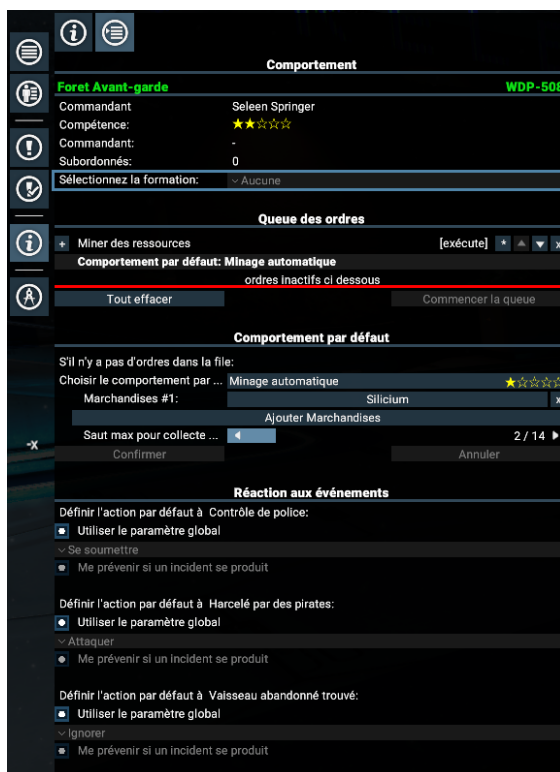 Comportement
Foret Avant-garde WDP-508
Commandant Seleen Springer
Compétence:
Commandant: -
Subordonnés: 0
Sélectionnez la formation: Aucune
Queue des ordres
+ Miner des ressources [exécute] * x
Comportement par défaut: Minage automatique
ordres inactifs ci dessous
Tout effacer Commencer la queue
Comportement par défaut
S'il n'y a pas d'ordres dans la file:
Choisir le comportement par ... Minage automatique
Marchandises #1: Silicium x
Ajouter Marchandises
Saut max pour collecte ... 2 / 14
-X
Confirmer Annuler
Réaction aux événements
Définir l'action par défaut à Contrôle de police:
Utiliser le paramètre global
Se soumettre
Me prévenir si un incident se produit
Définir l'action par défaut à Harcelé par des pirates:
Utiliser le paramètre global
Attaquer
Me prévenir si un incident se produit
Définir l'action par défaut à Vaisseau abandonné trouvé:
Utiliser le paramètre global
Ignorer
Me prévenir si un incident se produit